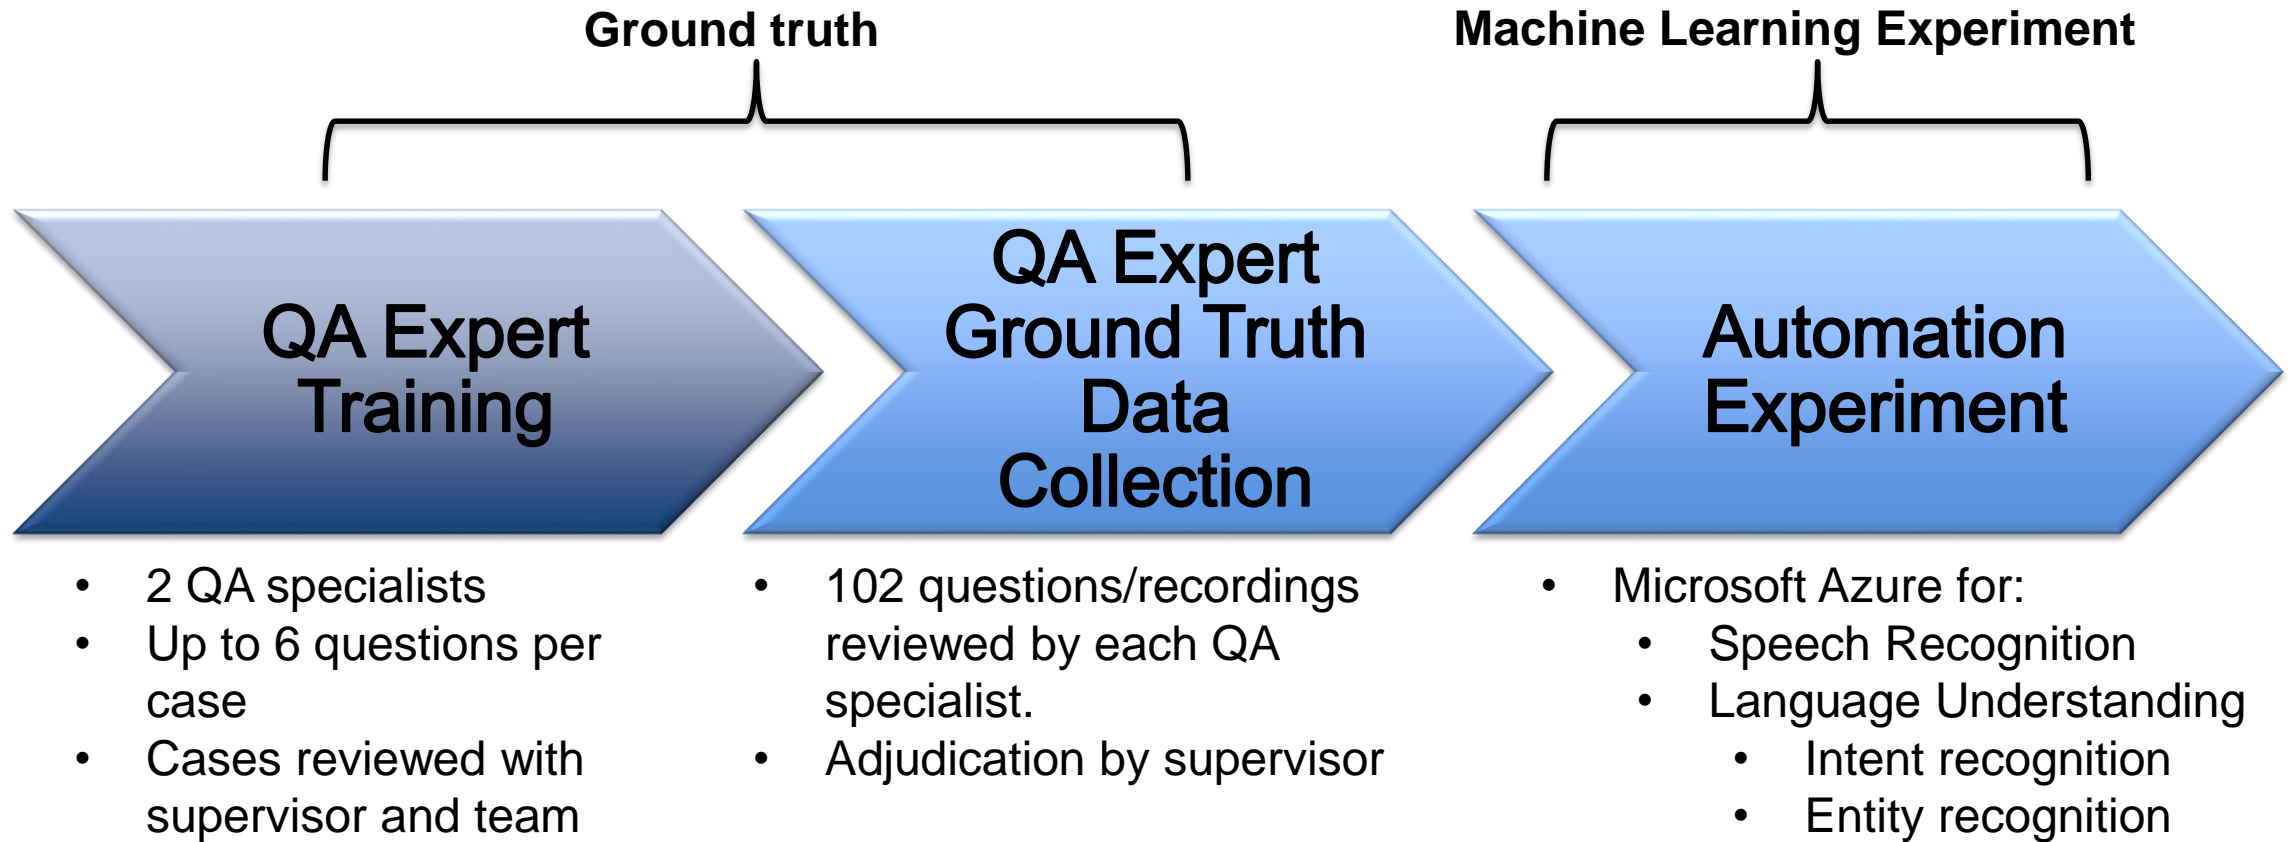 Ground truth
Machine Learning Experiment
QA Expert
Training
QA Expert
Ground Truth
Data
Collection
Automation
Experiment
• 2 QA specialists
• Up to 6 questions per
case
• Cases reviewed with
supervisor and team
• 102 questions/recordings
reviewed by each QA
specialist.
• Adjudication by supervisor
• Microsoft Azure for:
• Speech Recognition
• Language Understanding
• Intent recognition
• Entity recognition